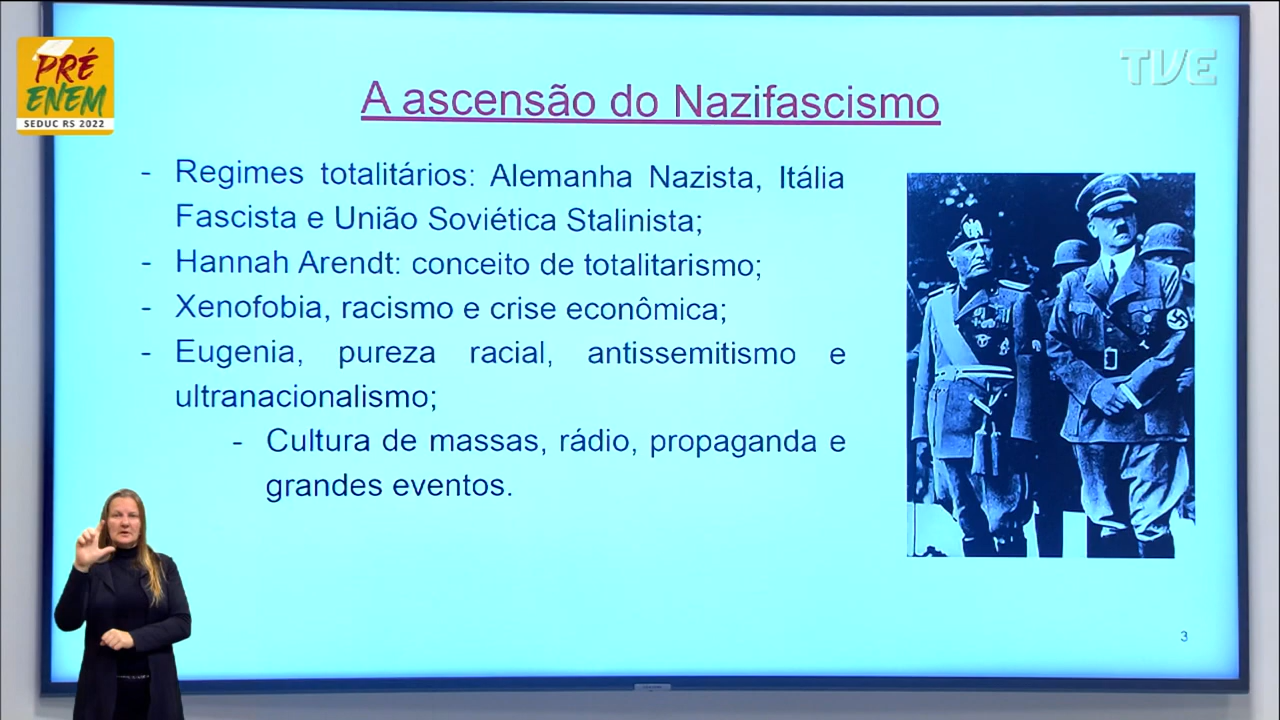 PRÉ
ENEM
SEDUC RS 2022
TVE
A ascensão do Nazifascismo
- Regimes totalitários: Alemanha Nazista, Itália
Fascista e União Soviética Stalinista;
- Hannah Arendt: conceito de totalitarismo;
- Xenofobia, racismo e crise econômica;
- Eugenia, pureza racial, antissemitismo e
ultranacionalismo;
- Cultura de massas, rádio, propaganda e
grandes eventos.
3